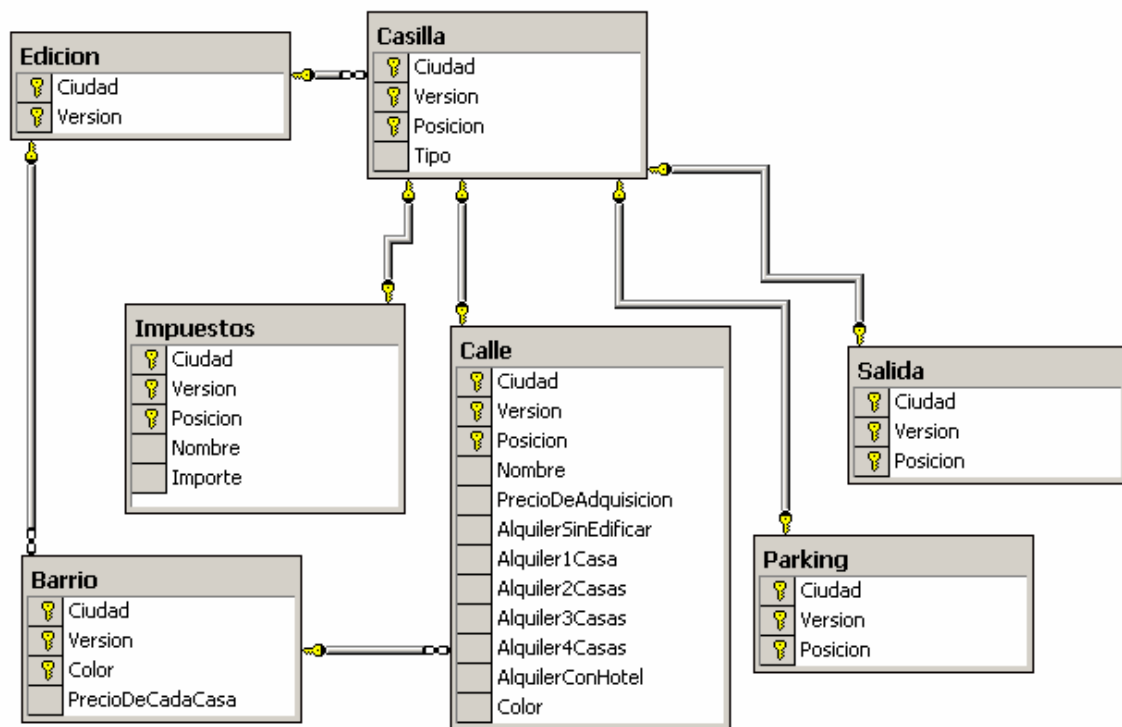 Edicion
Ciudad
Version
Casilla
Ciudad
Version
Posicion
Tipo
Impuestos
Ciudad
Version
Posicion
Nombre
Importe
Calle
Ciudad
Version
Posicion
Nombre
PrecioDeAdquisicion
AlquilerSinEdificar
Alquiler1Casa
Alquiler2Casas
Alquiler3Casas
Alquiler4Casas
AlquilerConHotel
Color
Salida
Ciudad
Version
Posicion
Barrio
Ciudad
Version
Color
PrecioDeCadaCasa
Parking
Ciudad
Version
Posicion